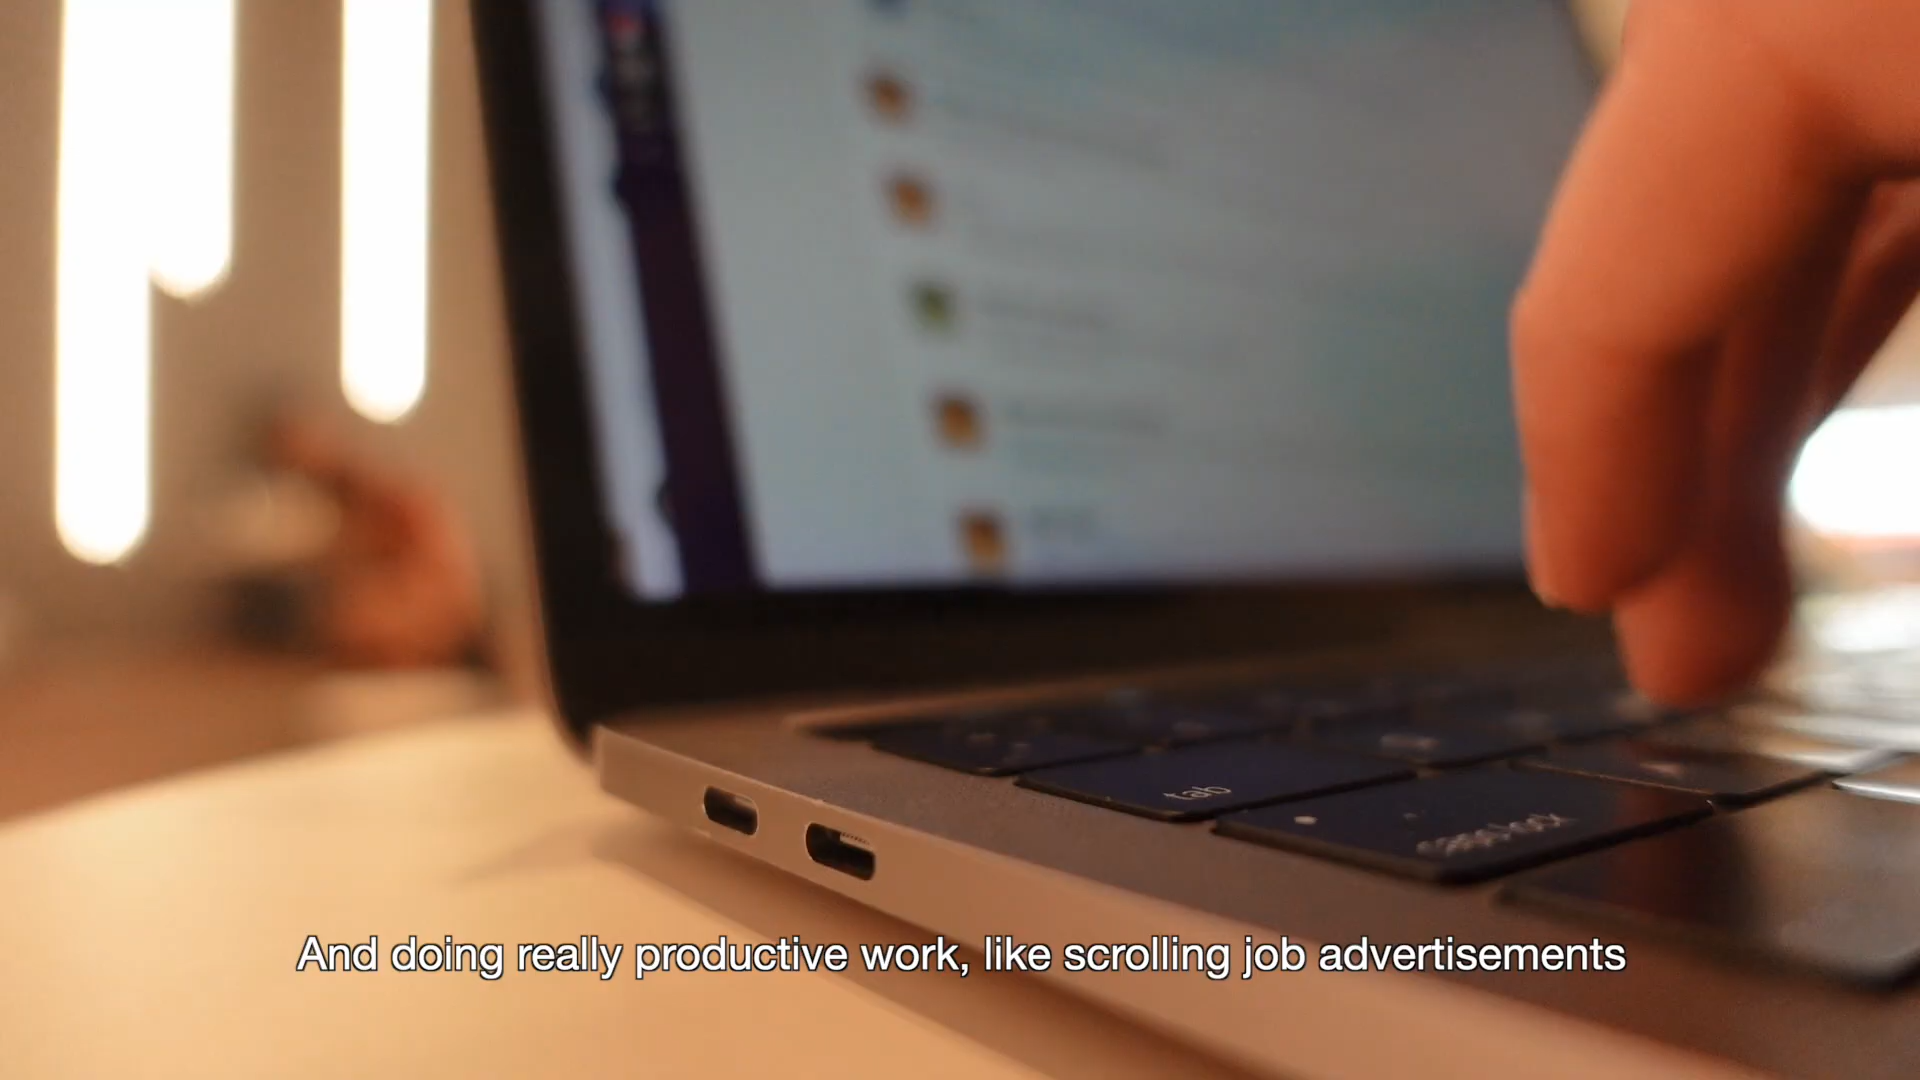 tab
caps lock
And doing really productive work, like scrolling job advertisements